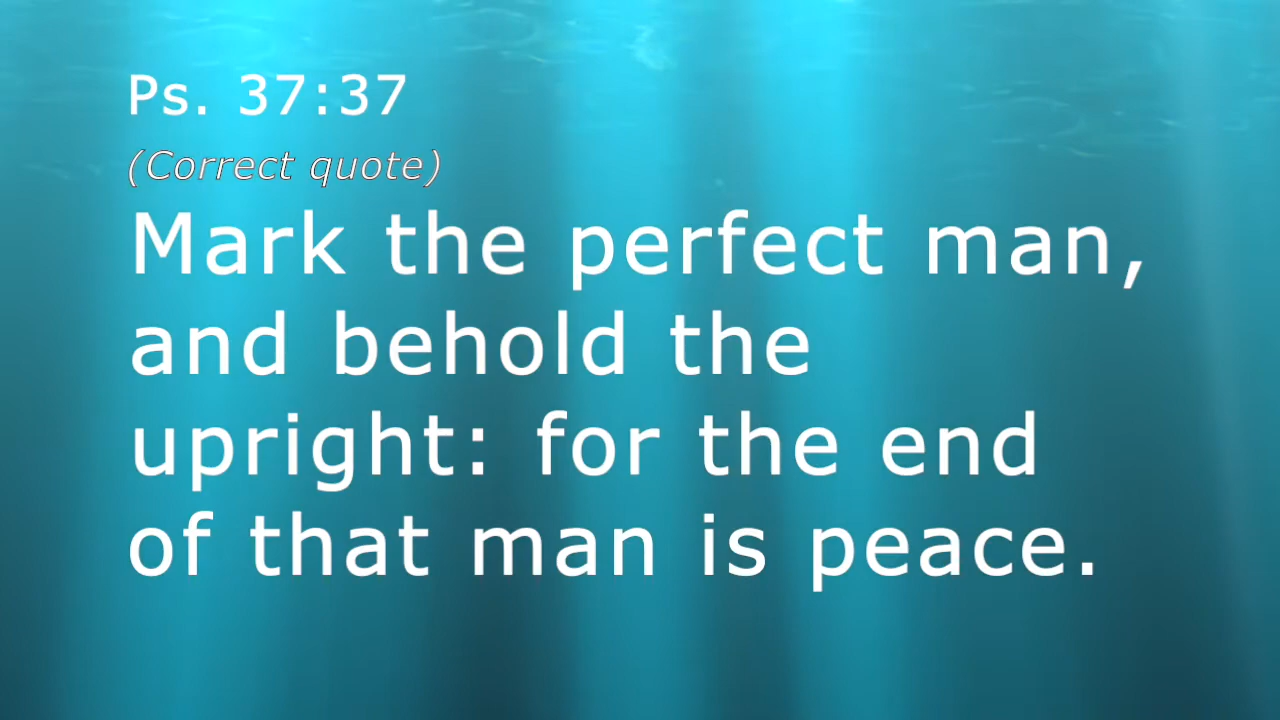 Ps. 37:37
(Correct quote)
Mark the perfect man,
and behold the
upright: for the end
of that man is peace.